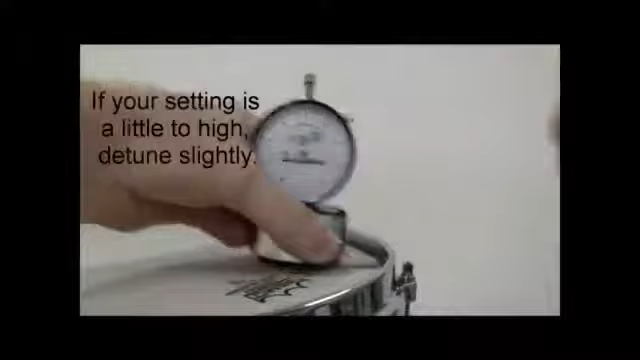 If your setting is
a little to high,
detune slightly.